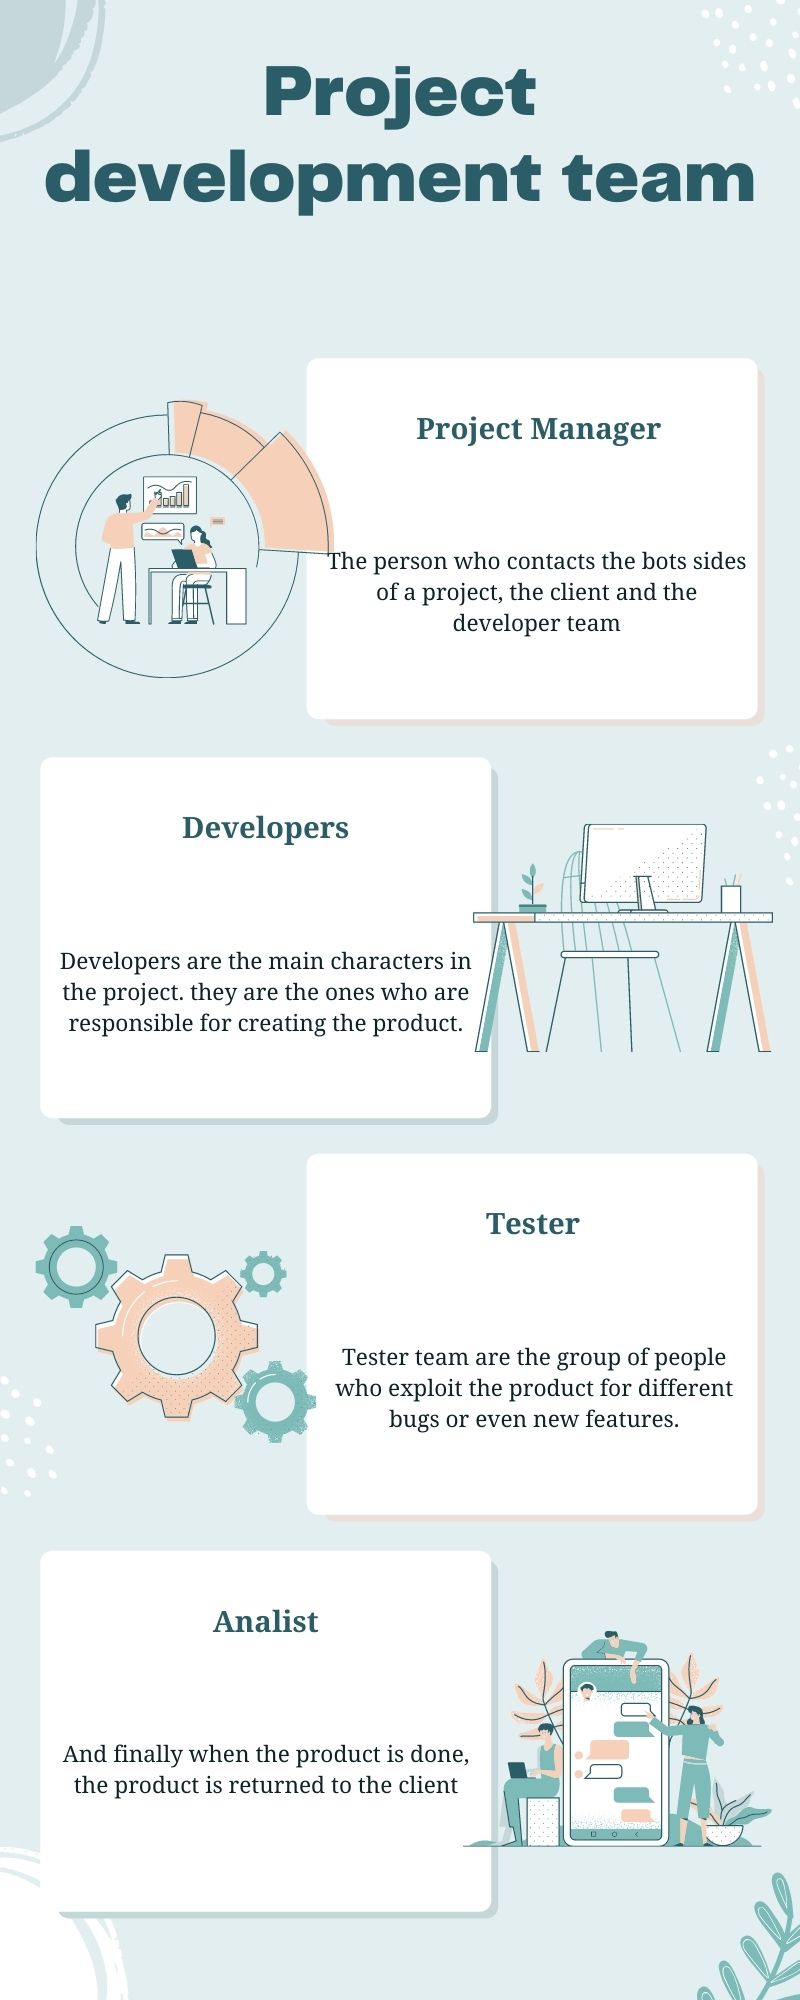 Project
development team
Project Manager
The person who contacts the bots sides
of a project, the client and the
developer team
Developers
Developers are the main characters in
the project. they are the ones who are
responsible for creating the product.
Tester
Tester team are the group of people
who exploit the product for different
bugs or even new features.
Analist
And finally when the product is done,
the product is returned to the client